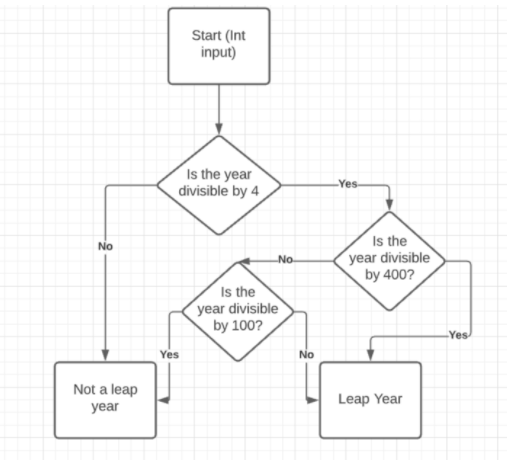 Start (Int
input)
Is the year
divisible by 4
Yes
No
Is the
year divisible
by 400?
No
Is the
year divisible
by 100?
Yes
Yes
No
Not a leap
year
Leap Year